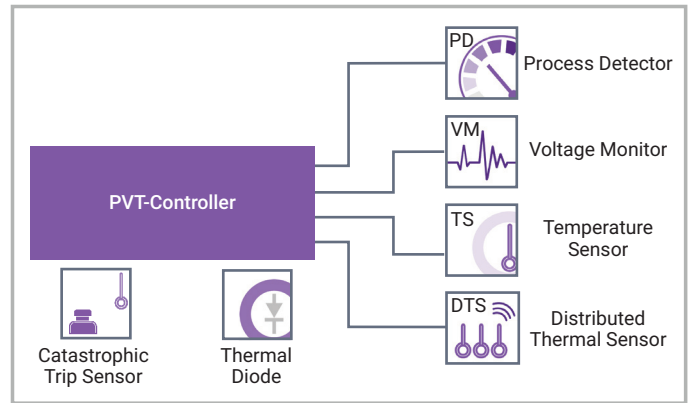 PD
Process Detector
VM
Voltage Monitor
PVT-Controller
TS
Temperature
Sensor
DTS
Distributed
Thermal Sensor
Catastrophic
Trip Sensor
Thermal
Diode